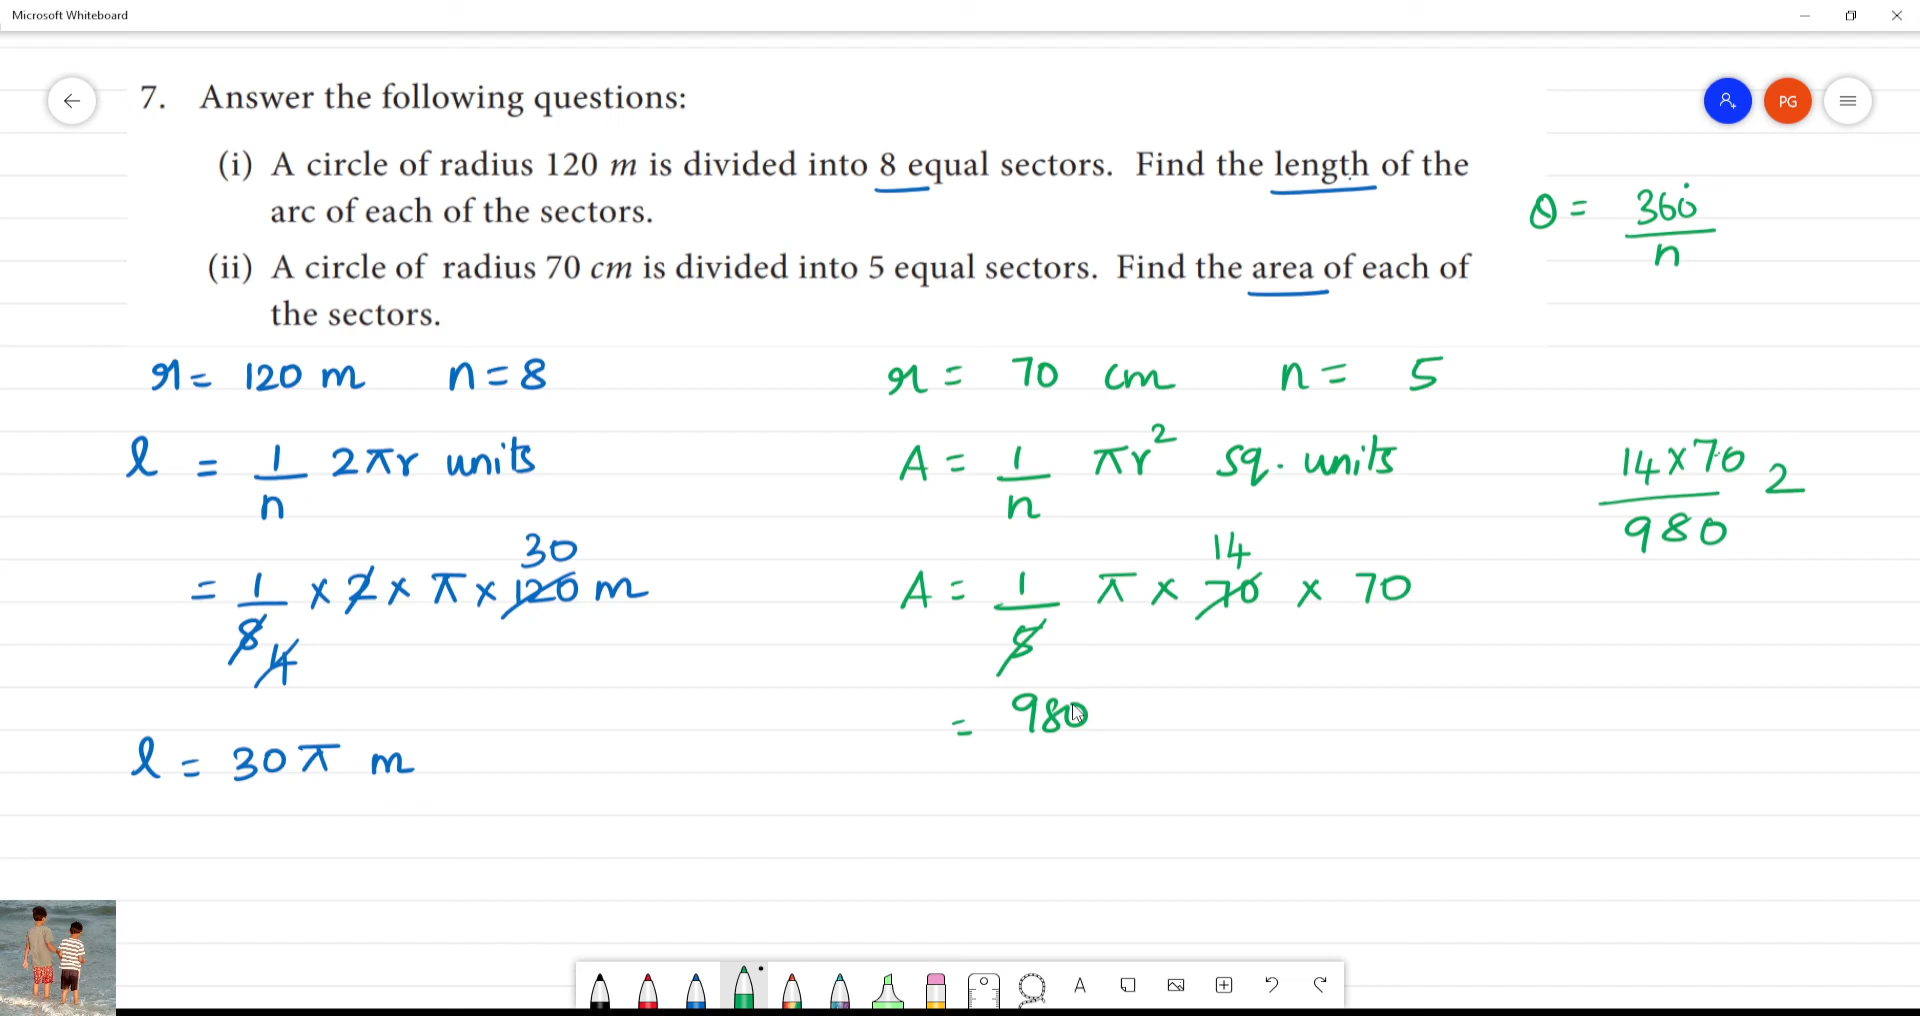 Microsoft Whiteboard
7. Answer the following questions:
(i) A circle of radius 120 m is divided into 8 equal sectors. Find the length of the
arc of each of the sectors.
(ii) A circle of radius 70 cm is divided into 5 equal sectors. Find the area of each of
the sectors.
PG
θ = 360° / n
r = 120 m n = 8
l = 1/n 2πr units
30
= 1/8 × 2 × π × 120 m
4
l = 30π m
r = 70 cm n = 5
A = 1/n πr² sq. units
14
A = 1/5 π × 70 × 70
= 980
14 × 70 2
980
A